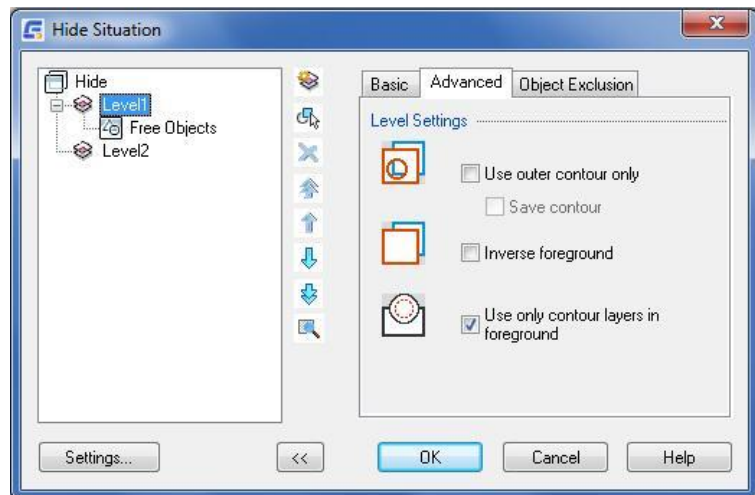 Hide Situation
Hide
Level1
Free Objects
Level2
Basic
Advanced
Object Exclusion
Level Settings
Use outer contour only
Save contour
Inverse foreground
Use only contour layers in
foreground
Settings...
<<
OK
Cancel
Help